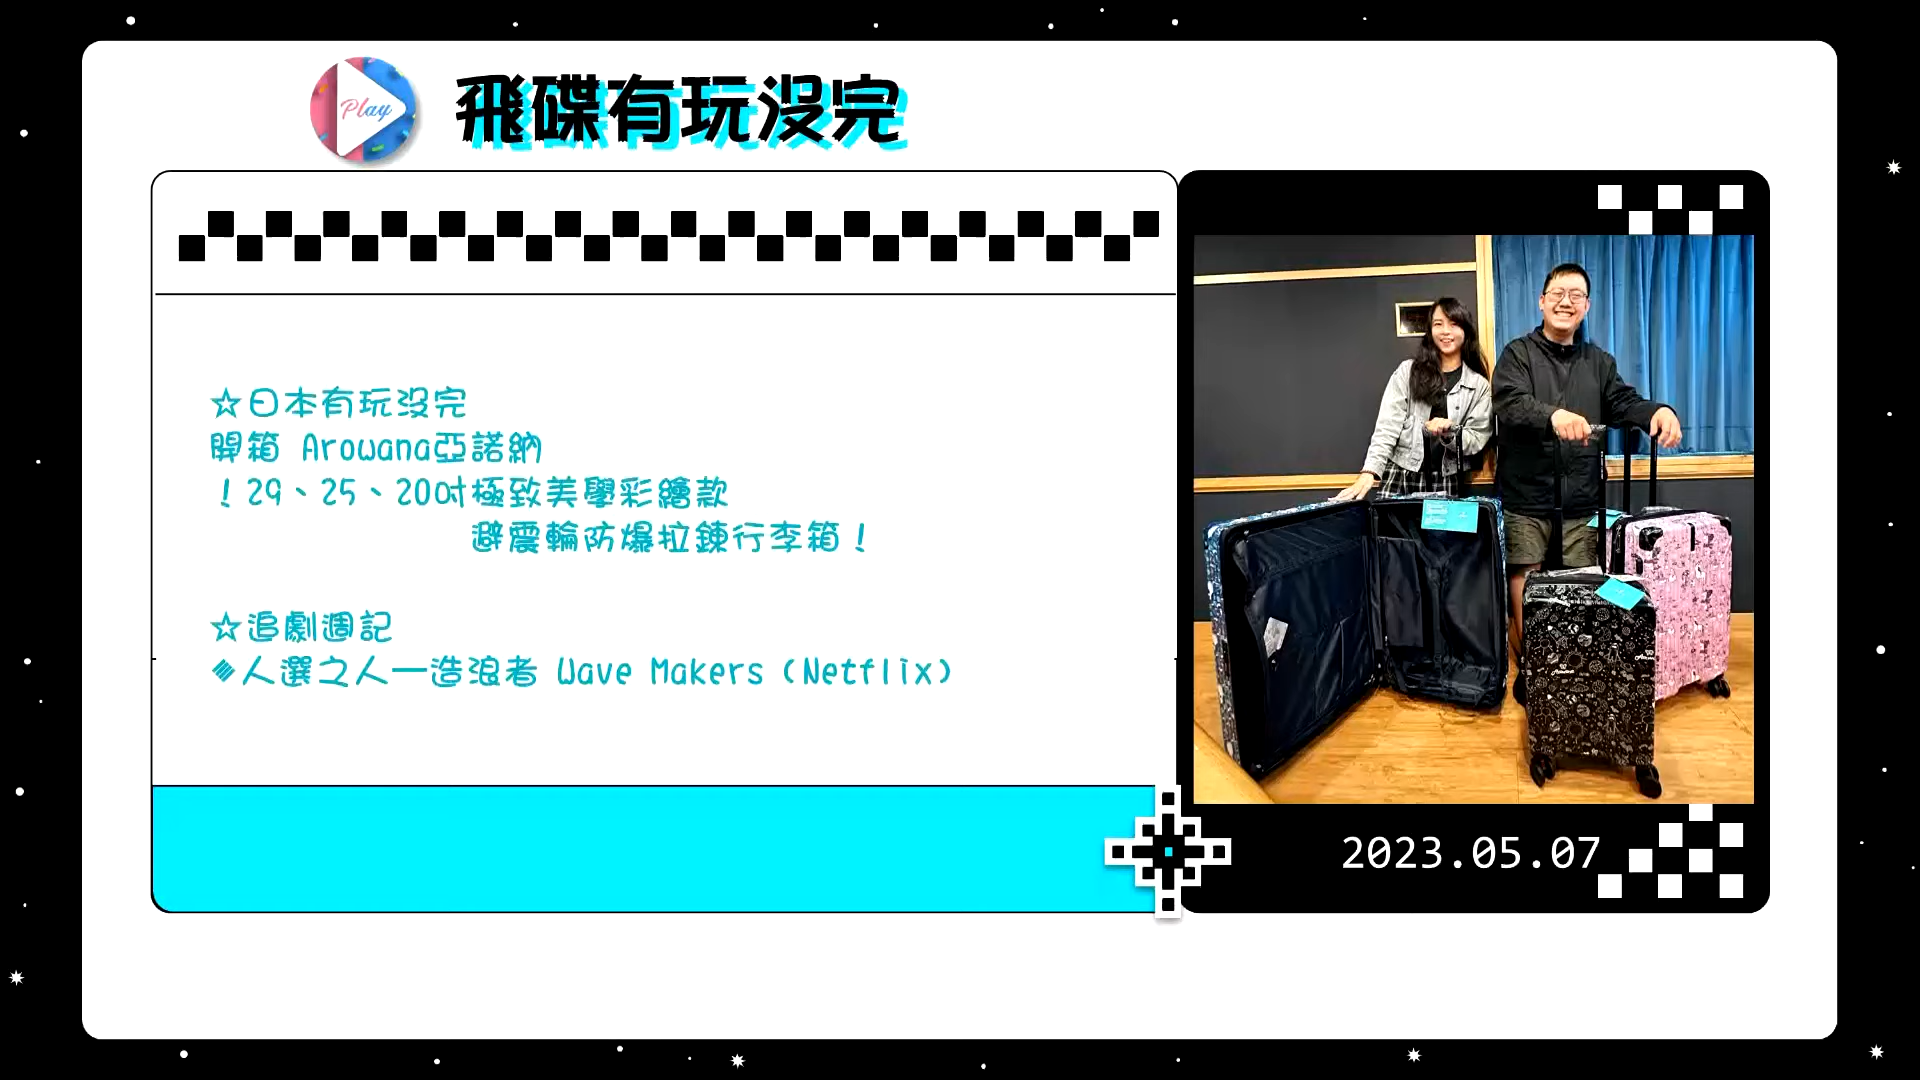 Play
飛碟有玩沒完
☆日本有玩沒完
開箱 Arowana亞諾納
！29、25、20吋極致美學彩繪款
避震輪防爆拉鍊行李箱！
☆追劇週記
人選之人—造浪者 Wave Makers (Netflix)
2023.05.07